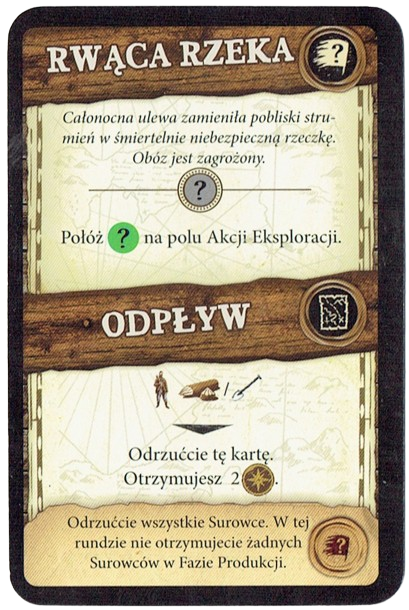 RWĄCA RZEKA
?
Całonocna ulewa zamieniła pobliski stru-
mień w śmiertelnie niebezpieczną rzeczkę.
Obóz jest zagrożony.
?
Połóż ? na polu Akcji Eksploracji.
ODPŁYW
/
Odrzućcie tę kartę.
Otrzymujesz 2 .
Odrzućcie wszystkie Surowce. W tej
rundzie nie otrzymujecie żadnych
Surowców w Fazie Produkcji.
?